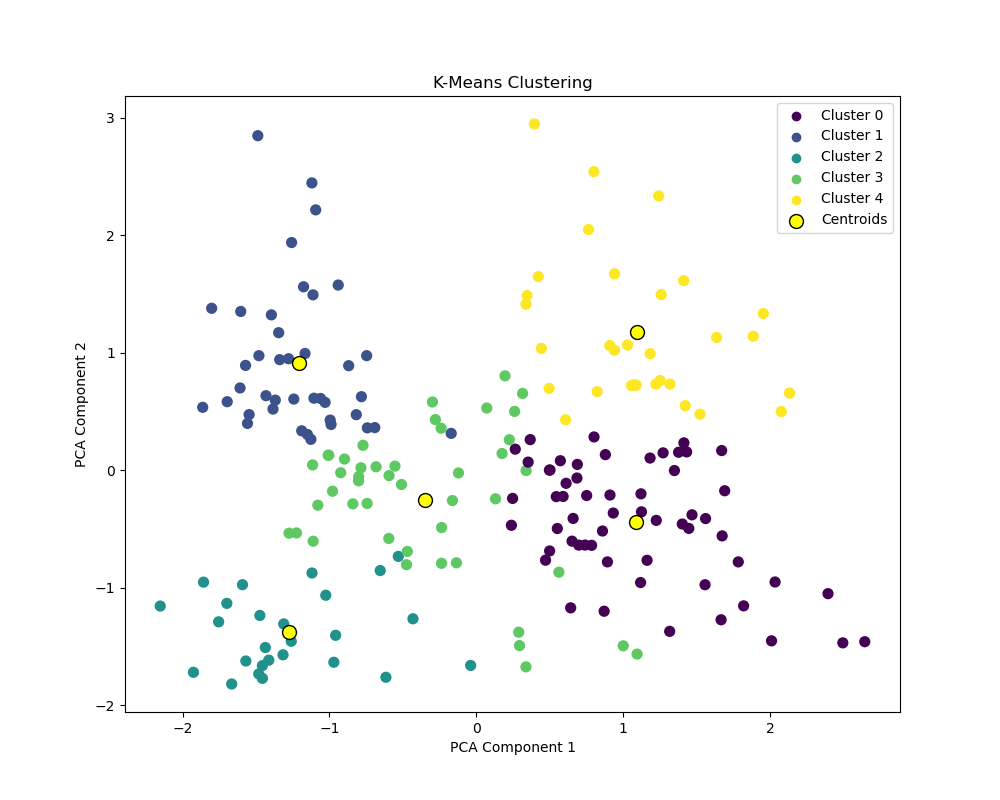 K-Means Clustering
Cluster 0
Cluster 1
Cluster 2
Cluster 3
Cluster 4
Centroids
3
2
1
0
−1
−2
PCA Component 2
−2 −1 0 1 2
PCA Component 1